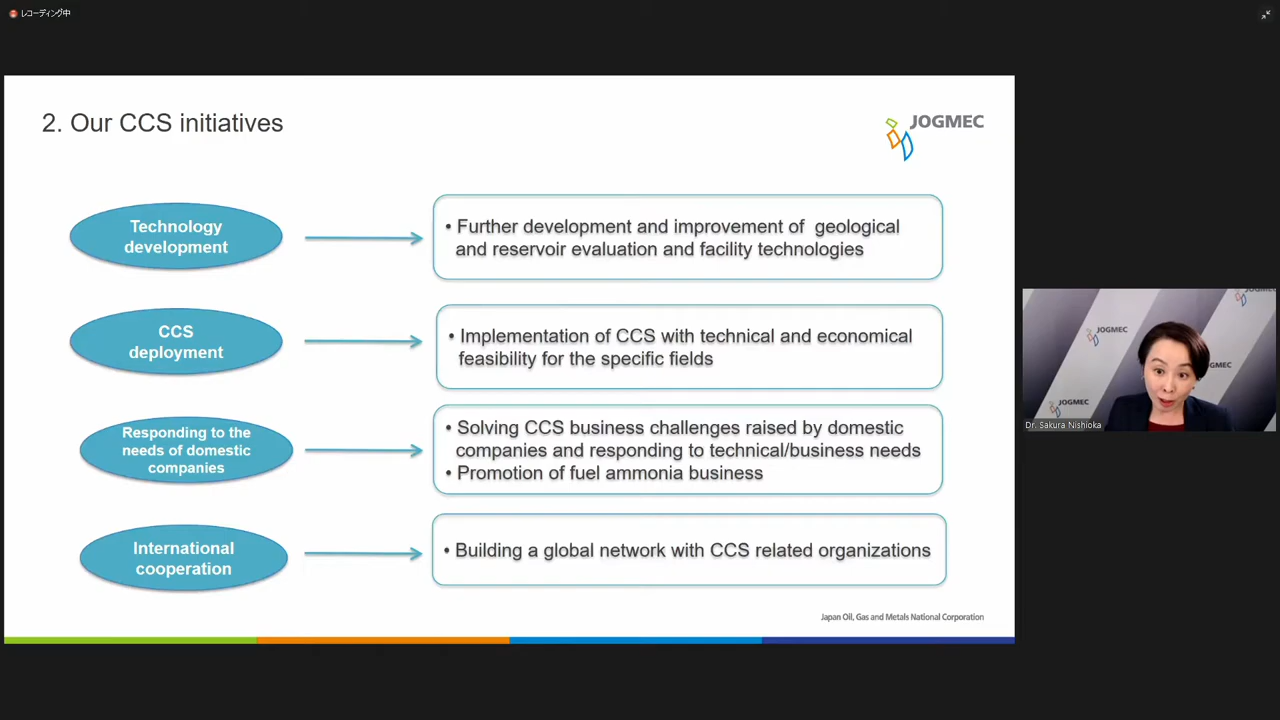 レコーディング中
2. Our CCS initiatives
JOGMEC
Technology
development
• Further development and improvement of geological
and reservoir evaluation and facility technologies
CCS
deployment
• Implementation of CCS with technical and economical
feasibility for the specific fields
Responding to the
needs of domestic
companies
• Solving CCS business challenges raised by domestic
companies and responding to technical/business needs
• Promotion of fuel ammonia business
International
cooperation
• Building a global network with CCS related organizations
Japan Oil, Gas and Metals National Corporation
JOGMEC
JOGMEC
JOGMEC
JOGMEC
Dr. Sakura Nishioka